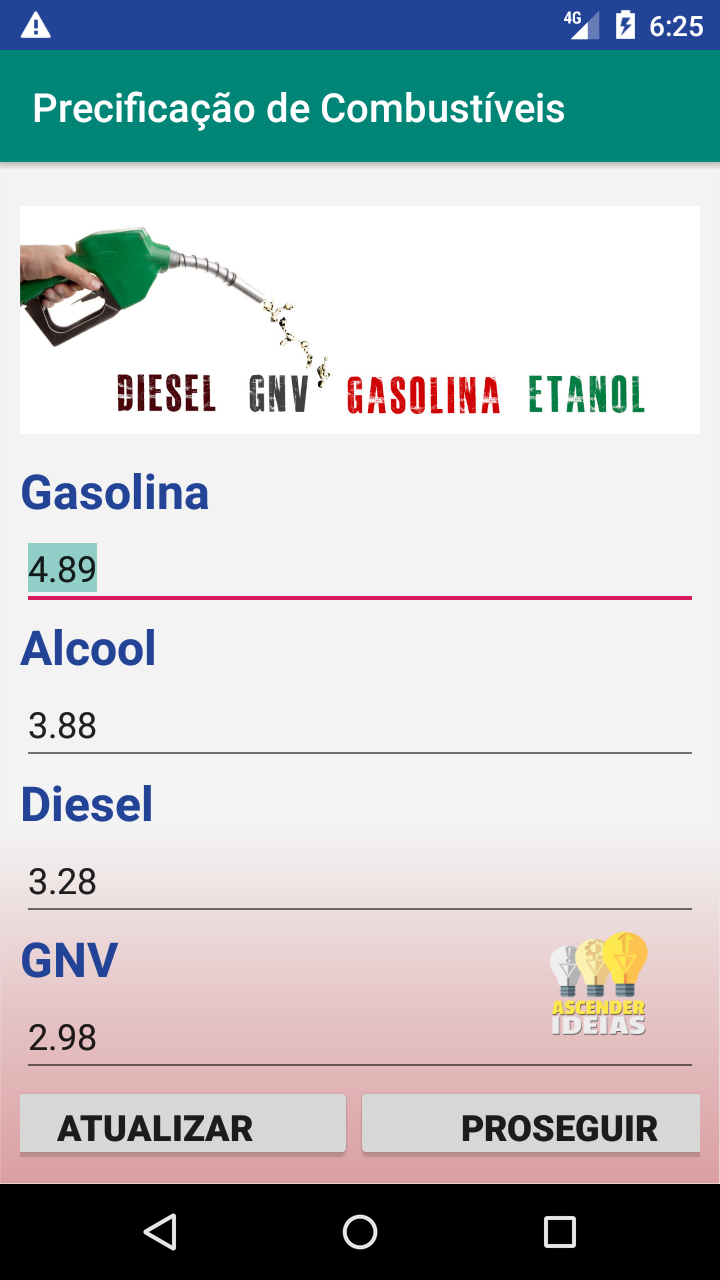 4G 6:25
Precificação de Combustíveis
DIESEL GNV GASOLINA ETANOL
Gasolina
4.89
Alcool
3.88
Diesel
3.28
GNV
ASCENDER
IDEIAS
2.98
ATUALIZAR PROSEGUIR